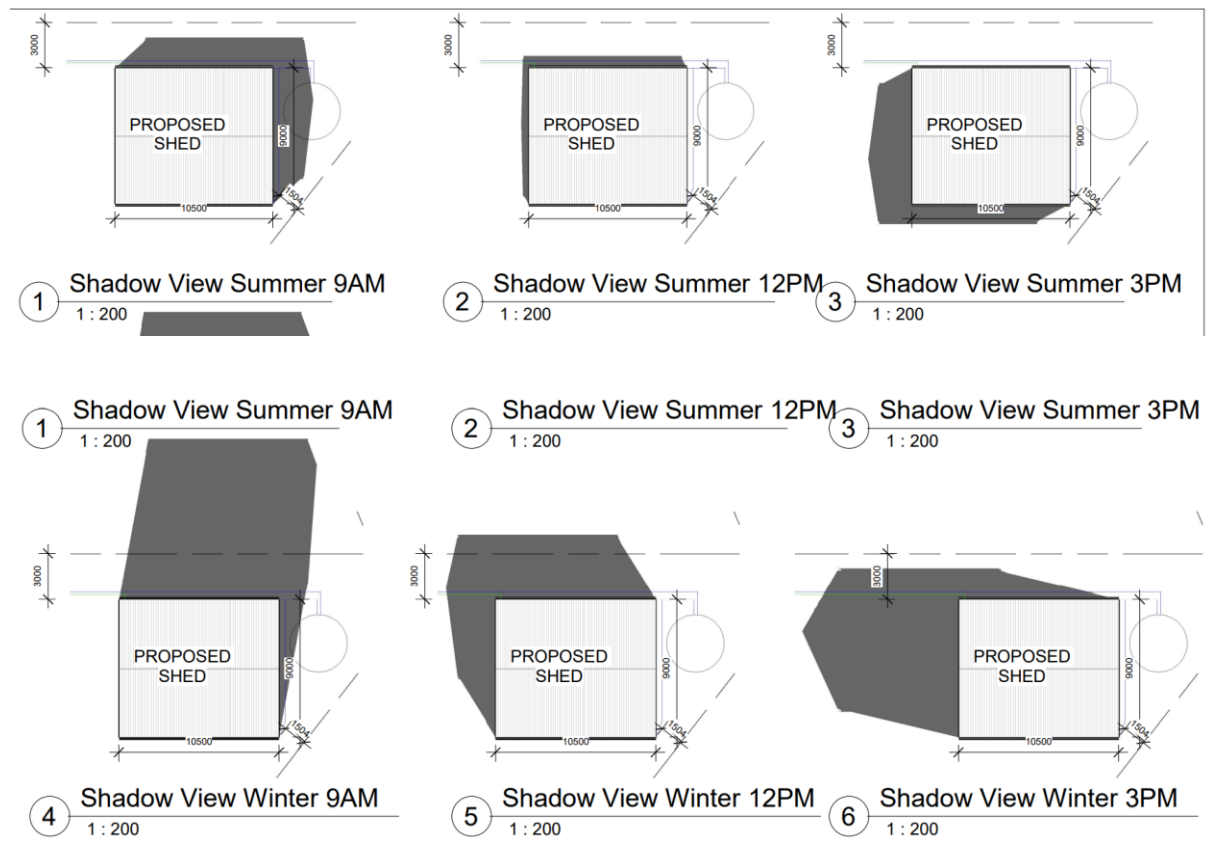 3000
3000
3000
PROPOSED
SHED
9000
1504
10500
PROPOSED
SHED
9000
1504
10500
PROPOSED
SHED
9000
1504
10500
1 Shadow View Summer 9AM
1 : 200
2 Shadow View Summer 12PM
1 : 200
3 Shadow View Summer 3PM
1 : 200
1 Shadow View Summer 9AM
1 : 200
2 Shadow View Summer 12PM
1 : 200
3 Shadow View Summer 3PM
1 : 200
3000
3000
3000
PROPOSED
SHED
9000
1504
10500
PROPOSED
SHED
9000
1504
10500
PROPOSED
SHED
9000
1504
10500
4 Shadow View Winter 9AM
1 : 200
5 Shadow View Winter 12PM
1 : 200
6 Shadow View Winter 3PM
1 : 200